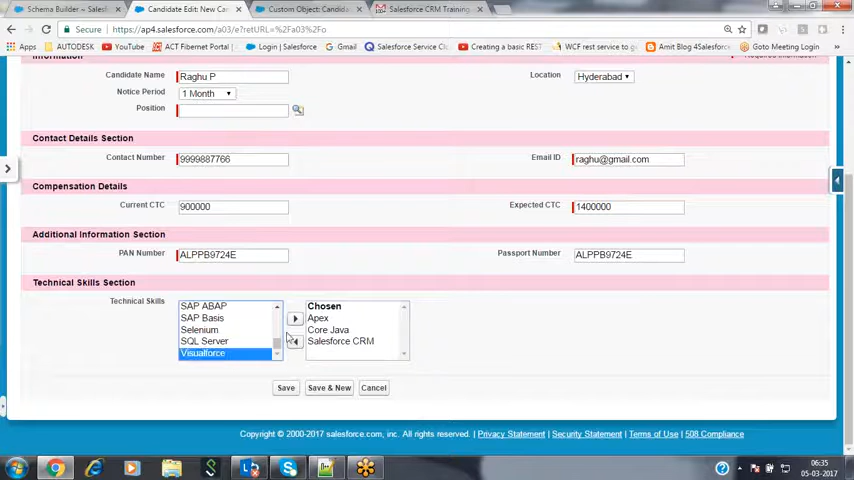 Schema Builder ~ Salesf
Candidate Edit: New Can
Custom Object: Candidat
Salesforce CRM Training
Secure
https://ap4.salesforce.com/a03/e?retURL=%2Fa03%2Fo
Apps
AUTODESK
YouTube
ACT Fibernet Portal
Login | Salesforce
Gmail
Salesforce Service Cl
Creating a basic REST
WCF rest service to g
Amit Blog 4Salesforce
Goto Meeting Login
Information
Required Information
Candidate Name
Raghu P
Location
Hyderabad
Notice Period
1 Month
Position
Contact Details Section
Contact Number
9999887766
Email ID
raghu@gmail.com
Compensation Details
Current CTC
900000
Expected CTC
1400000
Additional Information Section
PAN Number
ALPPB9724E
Passport Number
ALPPB9724E
Technical Skills Section
Technical Skills
SAP ABAP
SAP Basis
Selenium
SQL Server
Visualforce
Chosen
Apex
Core Java
Salesforce CRM
Save
Save & New
Cancel
Copyright © 2000-2017 salesforce.com, inc. All rights reserved. | Privacy Statement | Security Statement | Terms of Use | 508 Compliance
06:35
05-03-2017